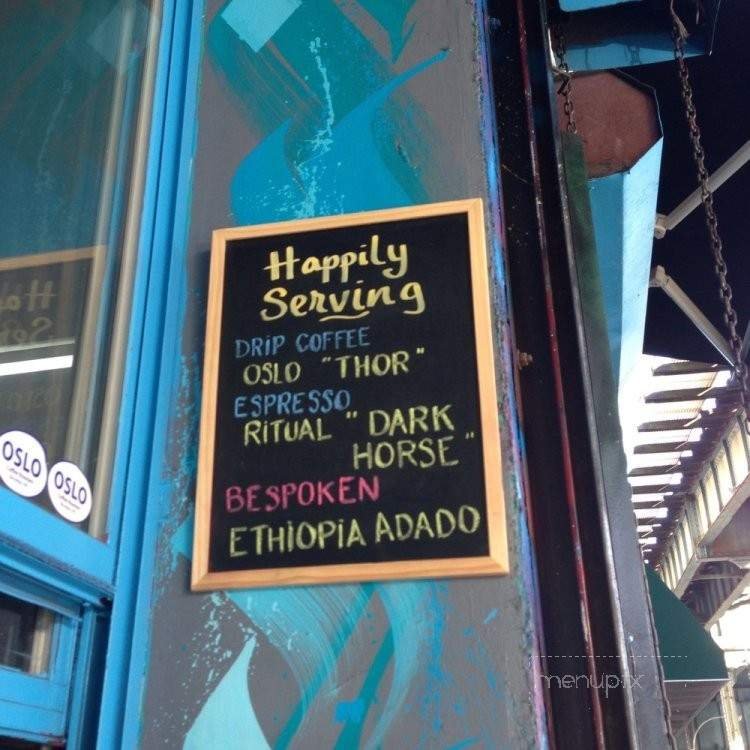 Happily
Serving
DRIP COFFEE
OSLO "THOR"
ESPRESSO
RITUAL "DARK
HORSE"
BESPOKEN
ETHIOPIA ADADO
OSLO
OSLO
menupix